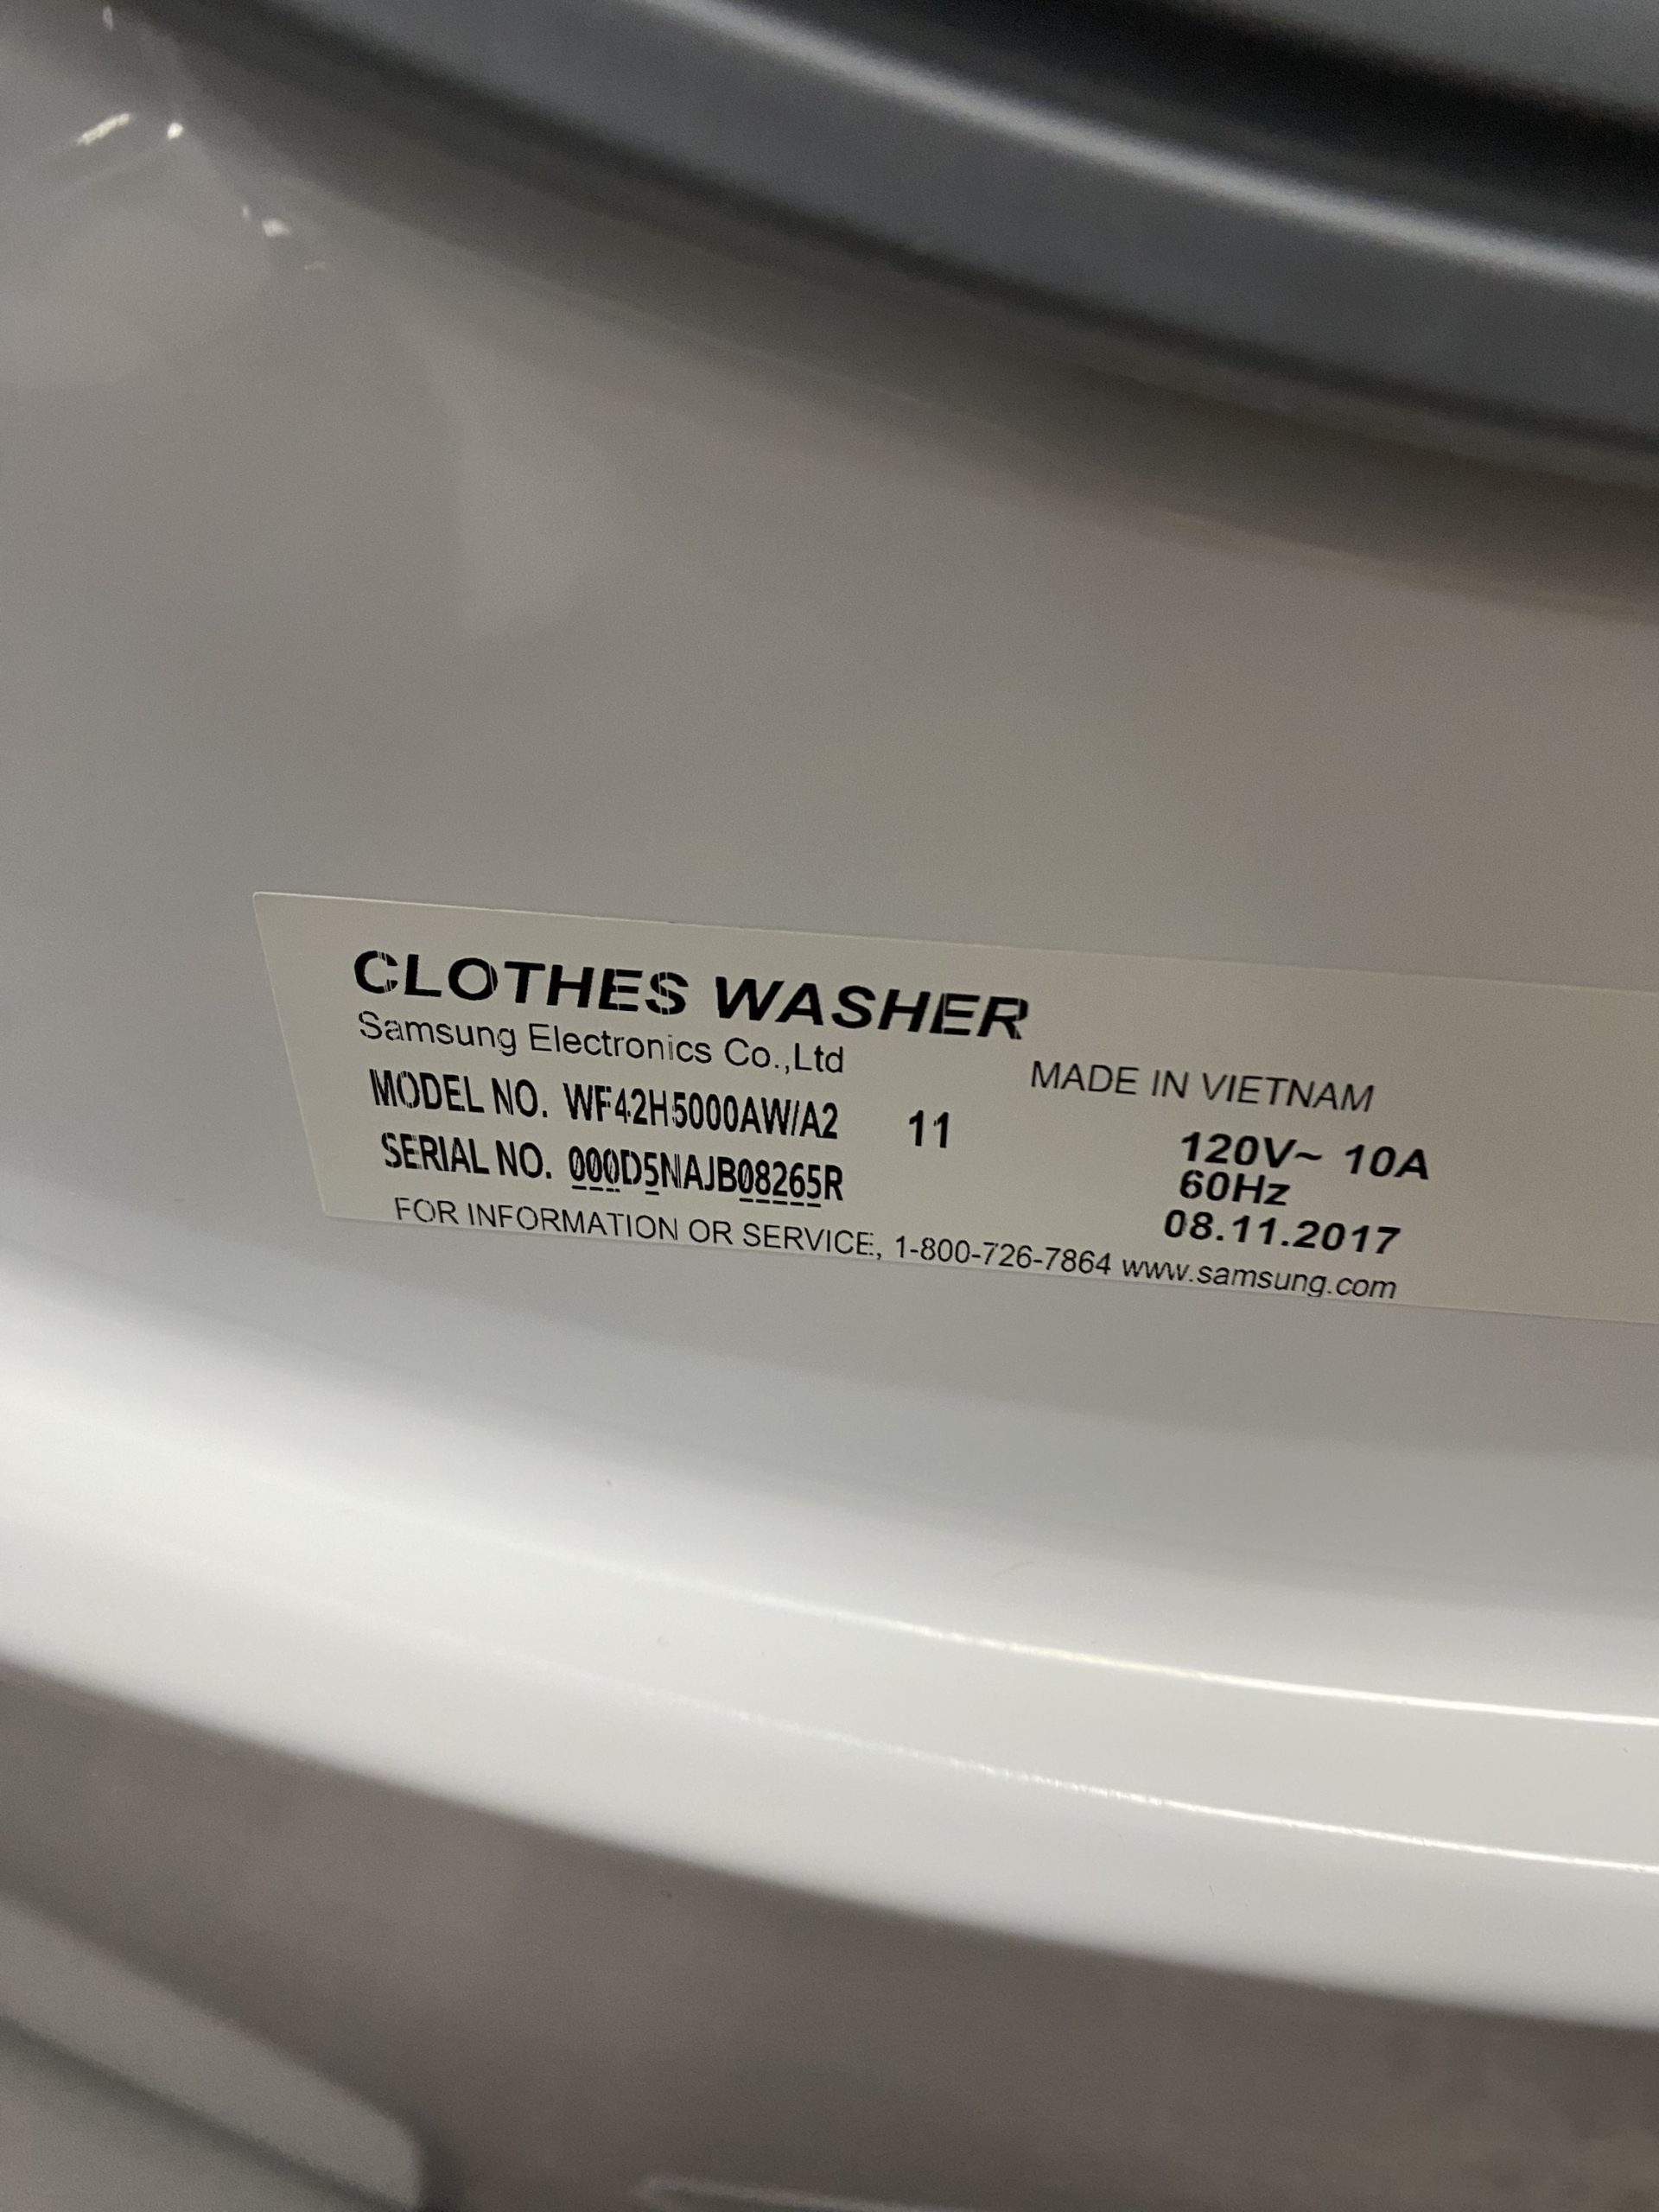 CLOTHES WASHER
Samsung Electronics Co.,Ltd
MADE IN VIETNAM
MODEL NO. WF42H5000AW/A2 11
120V~ 10A
SERIAL NO. 000D5NAJB08265R
60Hz
08.11.2017
FOR INFORMATION OR SERVICE, 1-800-726-7864 www.samsung.com